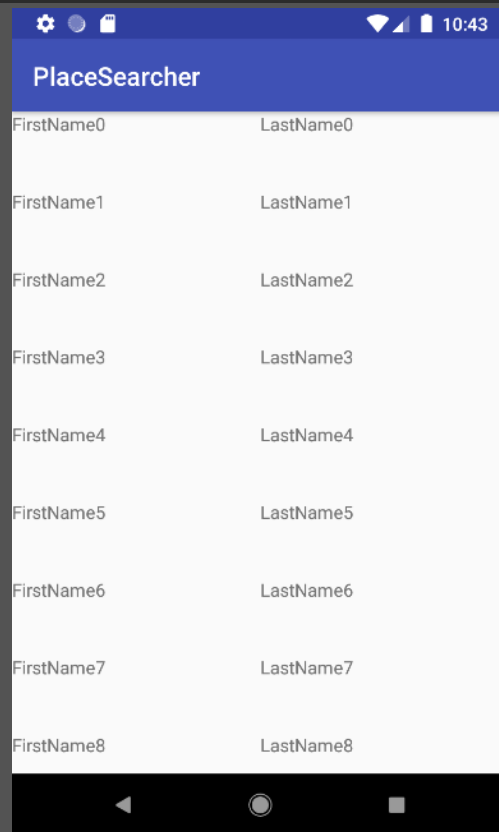 10:43
PlaceSearcher
FirstName0 LastName0
FirstName1 LastName1
FirstName2 LastName2
FirstName3 LastName3
FirstName4 LastName4
FirstName5 LastName5
FirstName6 LastName6
FirstName7 LastName7
FirstName8 LastName8